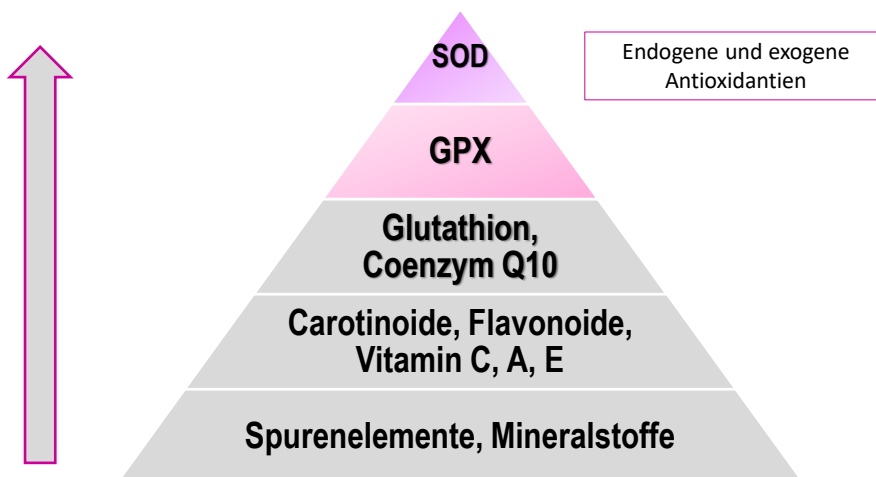 SOD
Endogene und exogene
Antioxidantien
GPX
Glutathion,
Coenzym Q10
Carotinoide, Flavonoide,
Vitamin C, A, E
Spurenelemente, Mineralstoffe